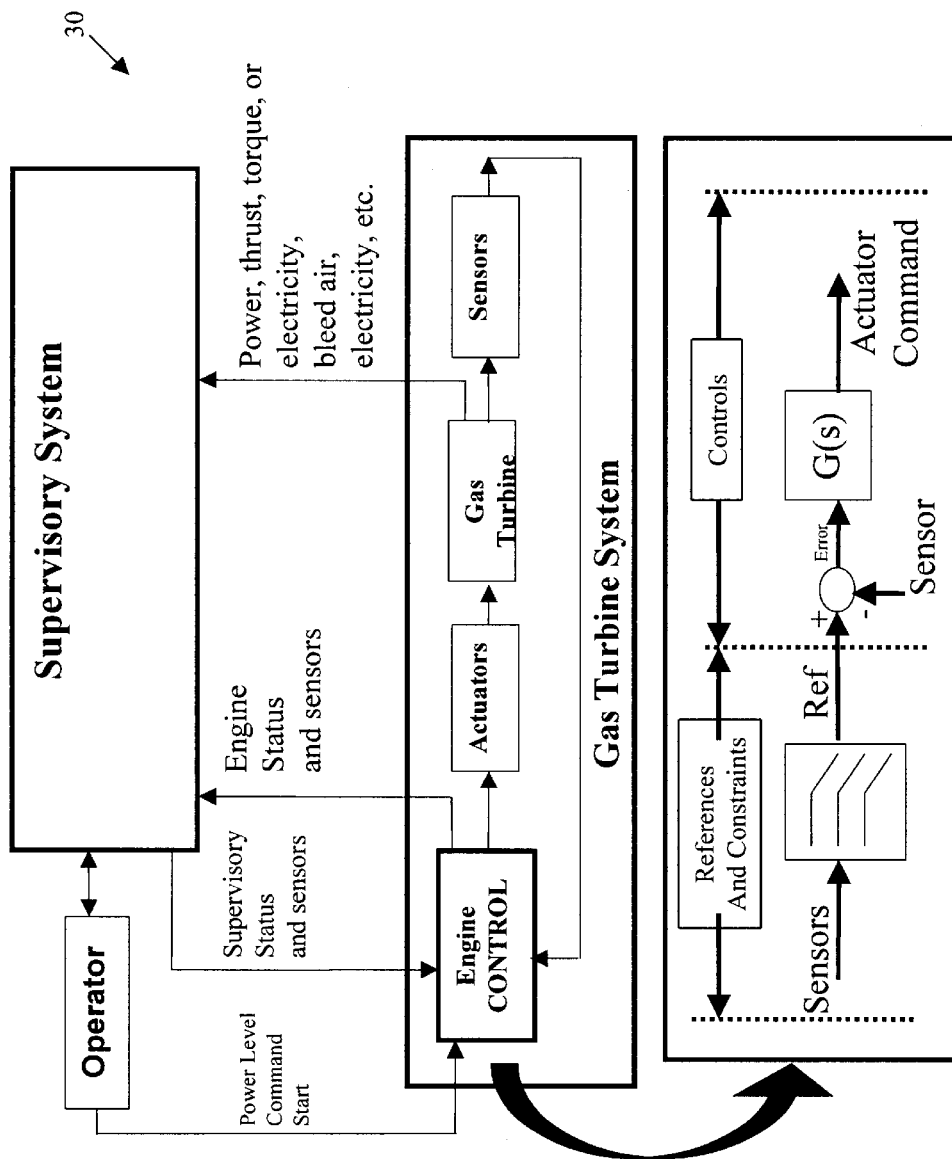 30
Operator
Supervisory System
Power Level
Command
Start
Supervisory
Status
and sensors
Engine
Status
and sensors
Power, thrust, torque, or
electricity,
bleed air,
electricity, etc.
Engine
CONTROL
Actuators
Gas
Turbine
Sensors
Gas Turbine System
References
And Constraints
Controls
Sensors
Ref
+
-
Error
G(s)
Sensor
Actuator
Command